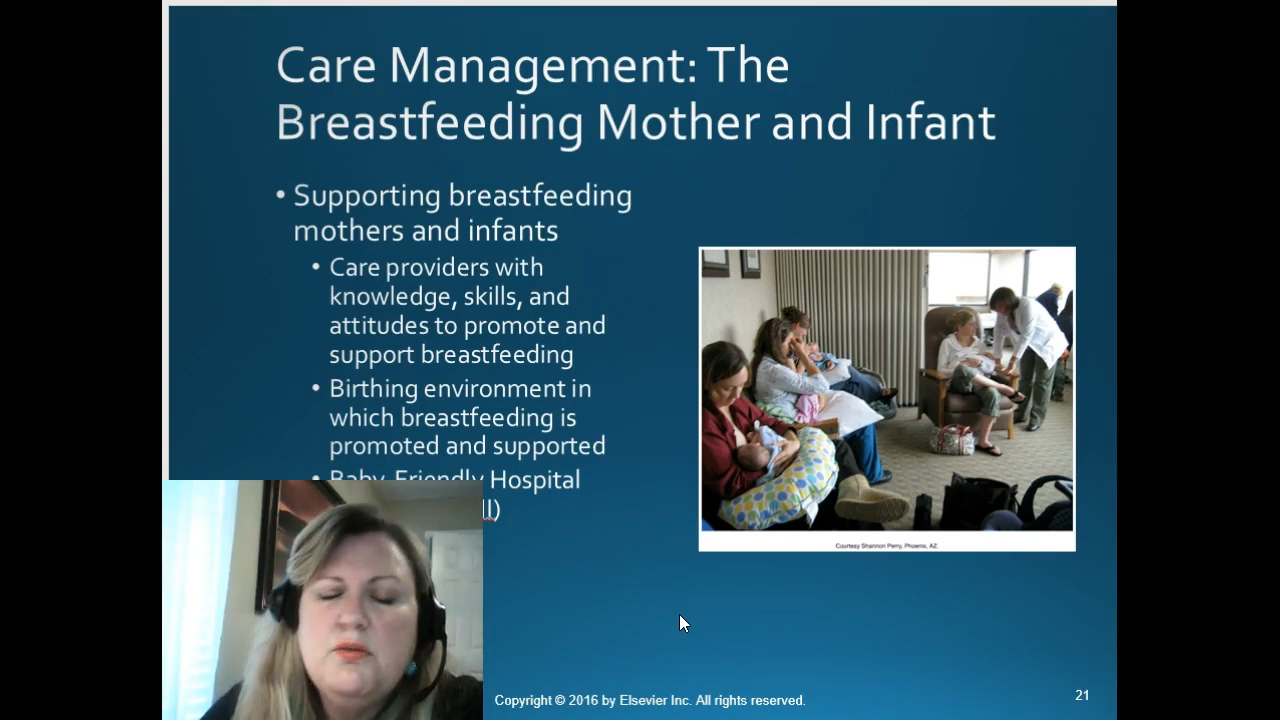 Care Management: The
Breastfeeding Mother and Infant
• Supporting breastfeeding
mothers and infants
• Care providers with
knowledge, skills, and
attitudes to promote and
support breastfeeding
• Birthing environment in
which breastfeeding is
promoted and supported
• Baby-Friendly Hospital
ll)
Courtesy Shannon Perry, Phoenix, AZ.
Copyright © 2016 by Elsevier Inc. All rights reserved.
21